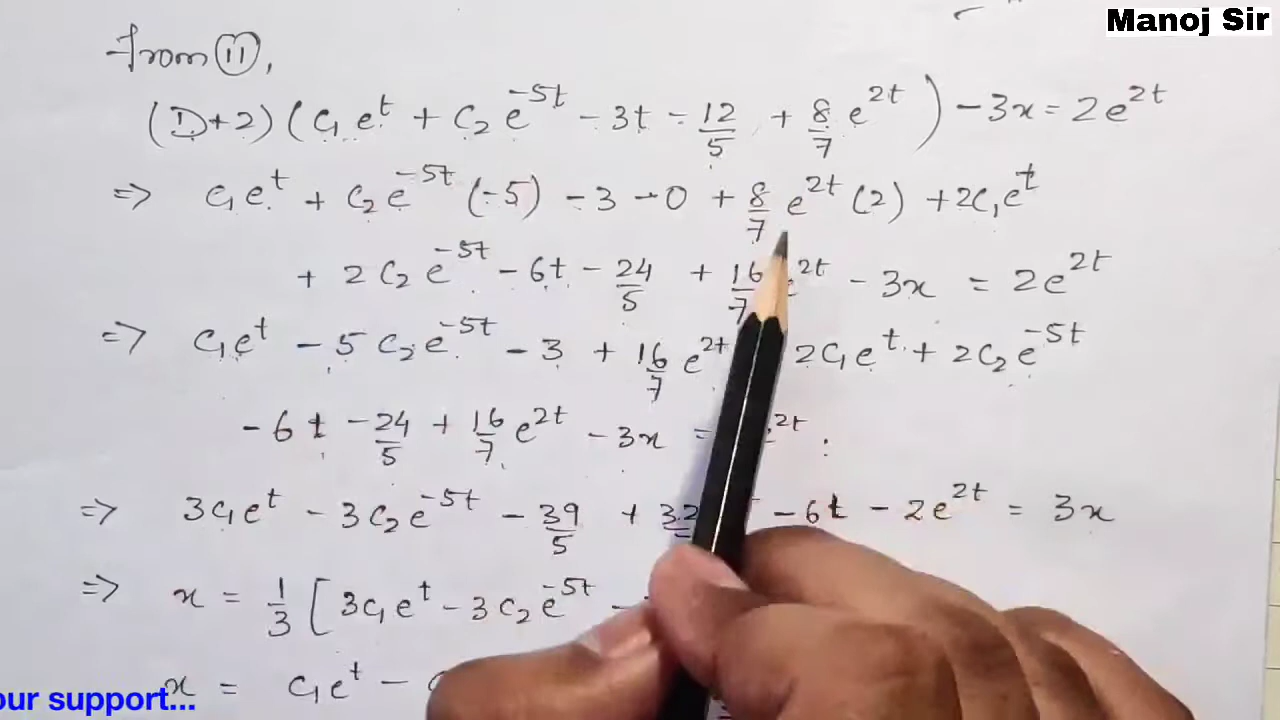 Manoj Sir
from (11),
(D+2)(c₁eᵗ + c₂e⁻⁵ᵗ - 3t - 12/5 + 8/7 e²ᵗ) - 3x = 2e²ᵗ
=> c₁eᵗ + c₂e⁻⁵ᵗ(-5) - 3 - 0 + 8/7 e²ᵗ(2) + 2c₁eᵗ
+ 2c₂e⁻⁵ᵗ - 6t - 24/5 + 16/7 e²ᵗ - 3x = 2e²ᵗ
=> c₁eᵗ - 5c₂e⁻⁵ᵗ - 3 + 16/7 e²ᵗ 2c₁eᵗ + 2c₂e⁻⁵ᵗ
- 6t - 24/5 + 16/7 e²ᵗ - 3x = e²ᵗ
=> 3c₁eᵗ - 3c₂e⁻⁵ᵗ - 39/5 + 32 - 6t - 2e²ᵗ = 3x
=> x = 1/3 [3c₁eᵗ - 3c₂e⁻⁵ᵗ -
x = c₁eᵗ -
our support...